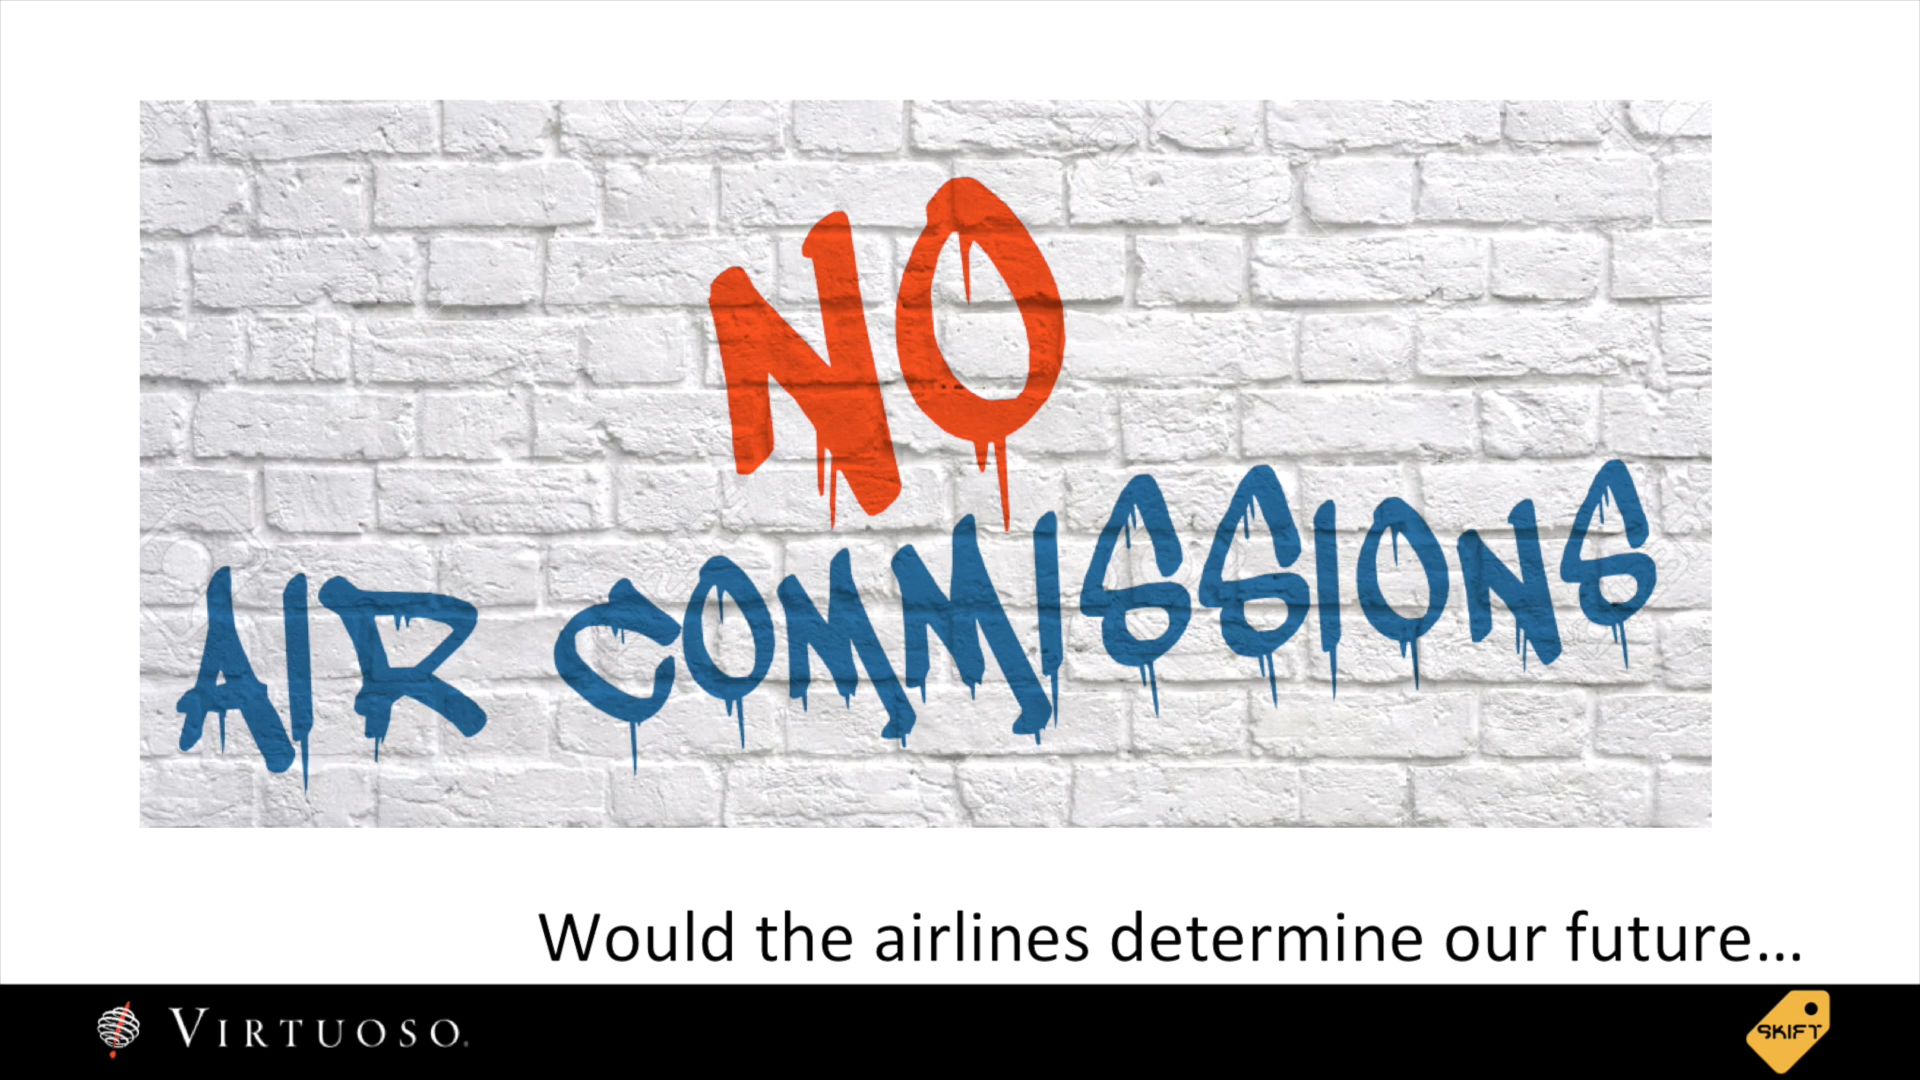 NO
AIR COMMISSIONS
Would the airlines determine our future...
VIRTUOSO.
SKIFT